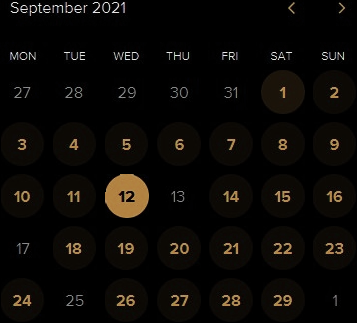 September 2021 < >
MON TUE WED THU FRI SAT SUN
27 28 29 30 31 1 2
3 4 5 6 7 8 9
10 11 12 13 14 15 16
17 18 19 20 21 22 23
24 25 26 27 28 29 1